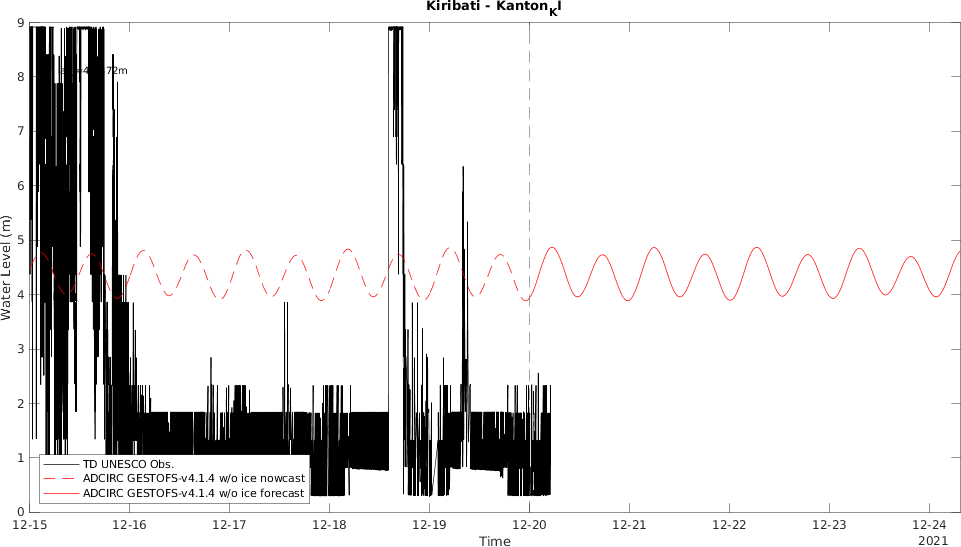 Kiribati - Kanton_KI
9
8
7
6
5
4
3
2
1
0
Water Level (m)
TD UNESCO Obs.
ADCIRC GESTOFS-v4.1.4 w/o ice nowcast
ADCIRC GESTOFS-v4.1.4 w/o ice forecast
12-15 12-16 12-17 12-18 12-19 12-20 12-21 12-22 12-23 12-24
Time
2021